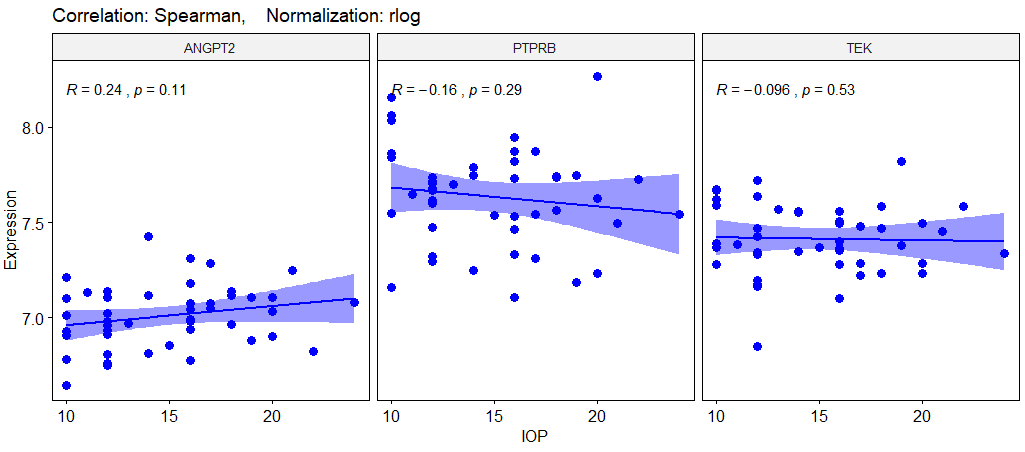 Correlation: Spearman, Normalization: rlog
ANGPT2 PTPRB TEK
R = 0.24 , p = 0.11 R = −0.16 , p = 0.29 R = −0.096 , p = 0.53
8.0
7.5
7.0
Expression
10 15 20 10 15 20 10 15 20
IOP